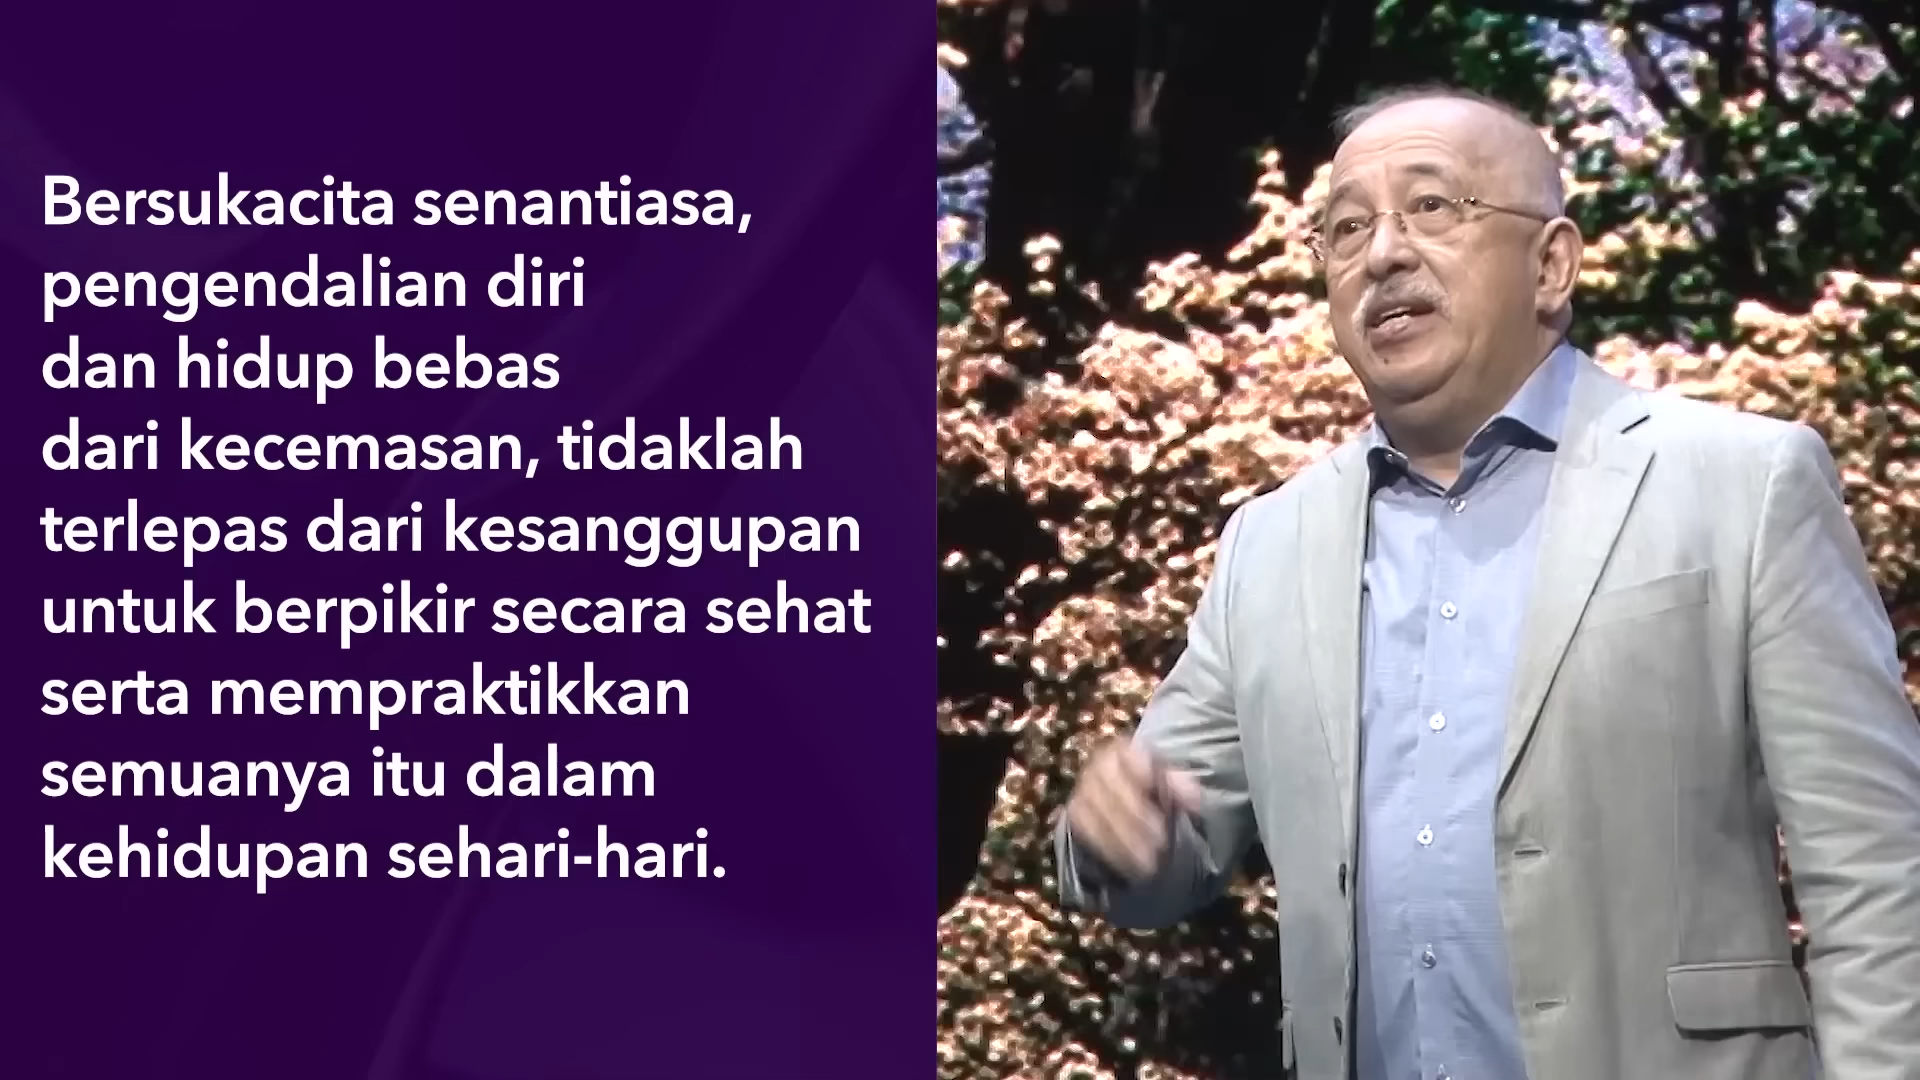 Bersukacita senantiasa,
pengendalian diri
dan hidup bebas
dari kecemasan, tidaklah
terlepas dari kesanggupan
untuk berpikir secara sehat
serta mempraktikkan
semuanya itu dalam
kehidupan sehari-hari.